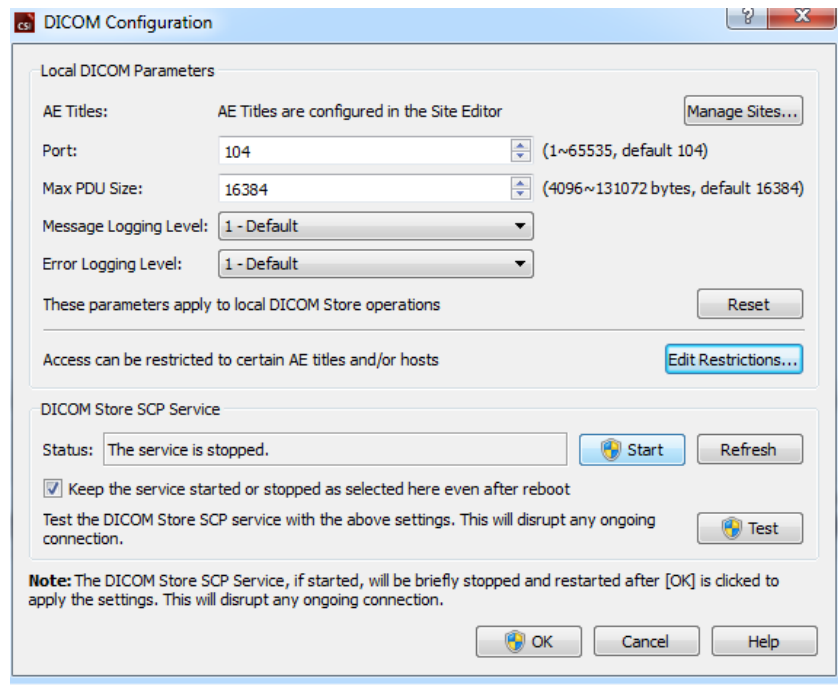 CSI DICOM Configuration
Local DICOM Parameters
AE Titles: AE Titles are configured in the Site Editor Manage Sites...
Port: 104 (1~65535, default 104)
Max PDU Size: 16384 (4096~131072 bytes, default 16384)
Message Logging Level: 1 - Default
Error Logging Level: 1 - Default
These parameters apply to local DICOM Store operations Reset
Access can be restricted to certain AE titles and/or hosts Edit Restrictions...
DICOM Store SCP Service
Status: The service is stopped. Start Refresh
Keep the service started or stopped as selected here even after reboot
Test the DICOM Store SCP service with the above settings. This will disrupt any ongoing
connection. Test
Note: The DICOM Store SCP Service, if started, will be briefly stopped and restarted after [OK] is clicked to
apply the settings. This will disrupt any ongoing connection.
OK Cancel Help